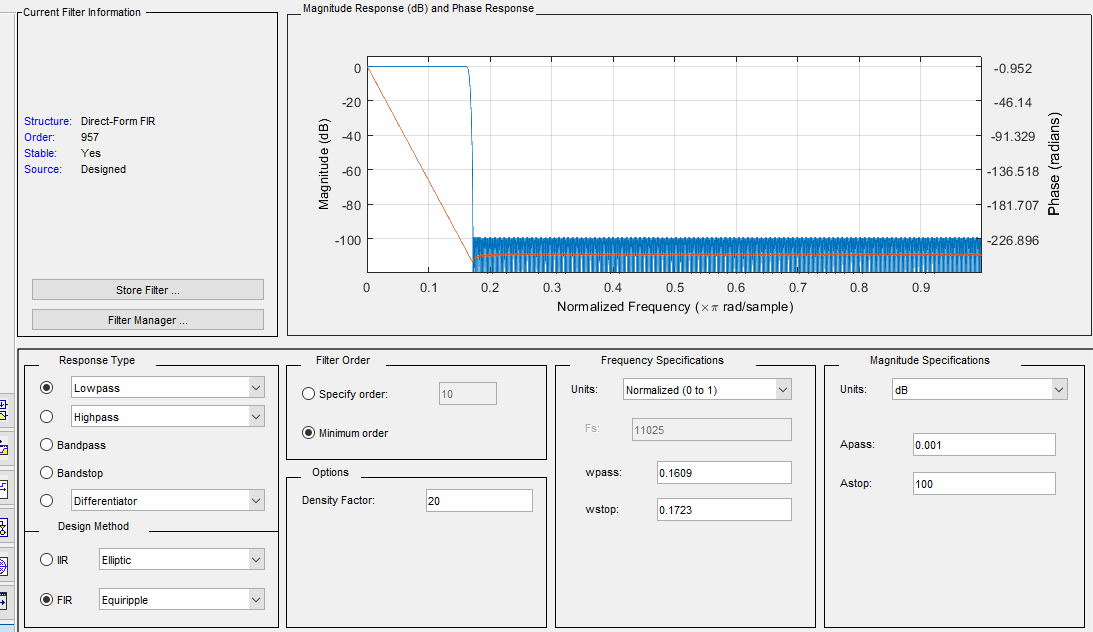 Current Filter Information
Structure: Direct-Form FIR
Order: 957
Stable: Yes
Source: Designed
Store Filter ...
Filter Manager ...
Magnitude Response (dB) and Phase Response
Magnitude (dB)
0
-20
-40
-60
-80
-100
-0.952
-46.14
-91.329
-136.518
-181.707
-226.896
Phase (radians)
0 0.1 0.2 0.3 0.4 0.5 0.6 0.7 0.8 0.9
Normalized Frequency (×π rad/sample)
Response Type
Lowpass
Highpass
Bandpass
Bandstop
Differentiator
Design Method
IIR Elliptic
FIR Equiripple
Filter Order
Specify order: 10
Minimum order
Options
Density Factor: 20
Frequency Specifications
Units: Normalized (0 to 1)
Fs: 11025
wpass: 0.1609
wstop: 0.1723
Magnitude Specifications
Units: dB
Apass: 0.001
Astop: 100